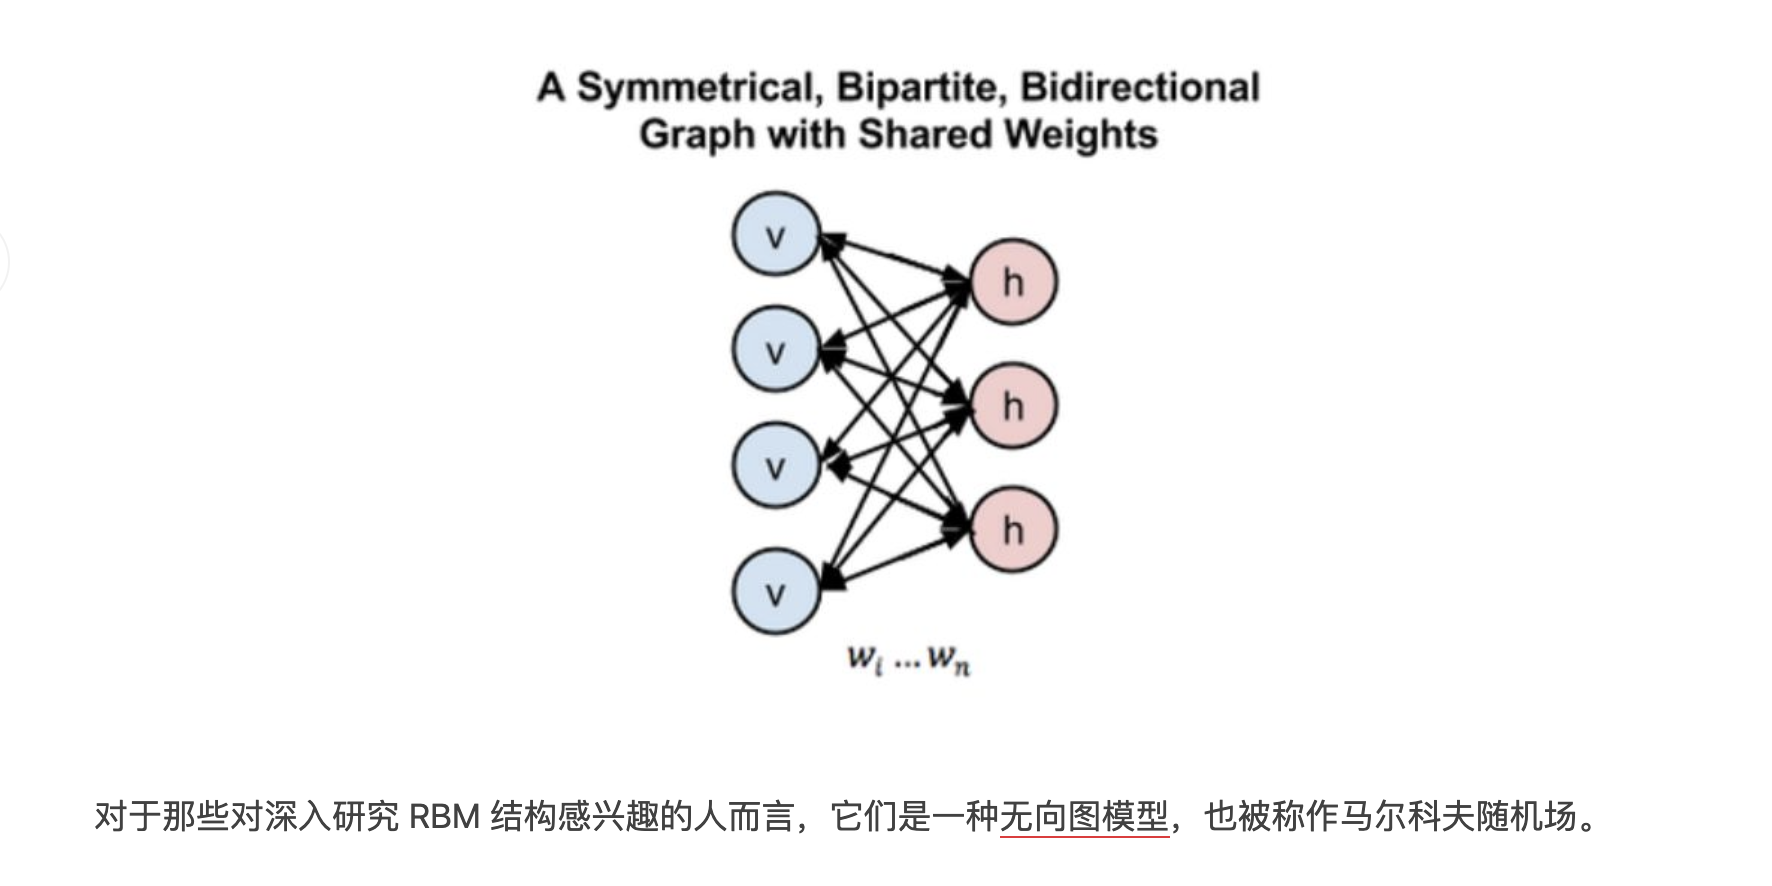 A Symmetrical, Bipartite, Bidirectional
Graph with Shared Weights
v
h
v
h
v
h
v
w_i ... w_n
对于那些对深入研究 RBM 结构感兴趣的人而言，它们是一种无向图模型，也被称作马尔科夫随机场。